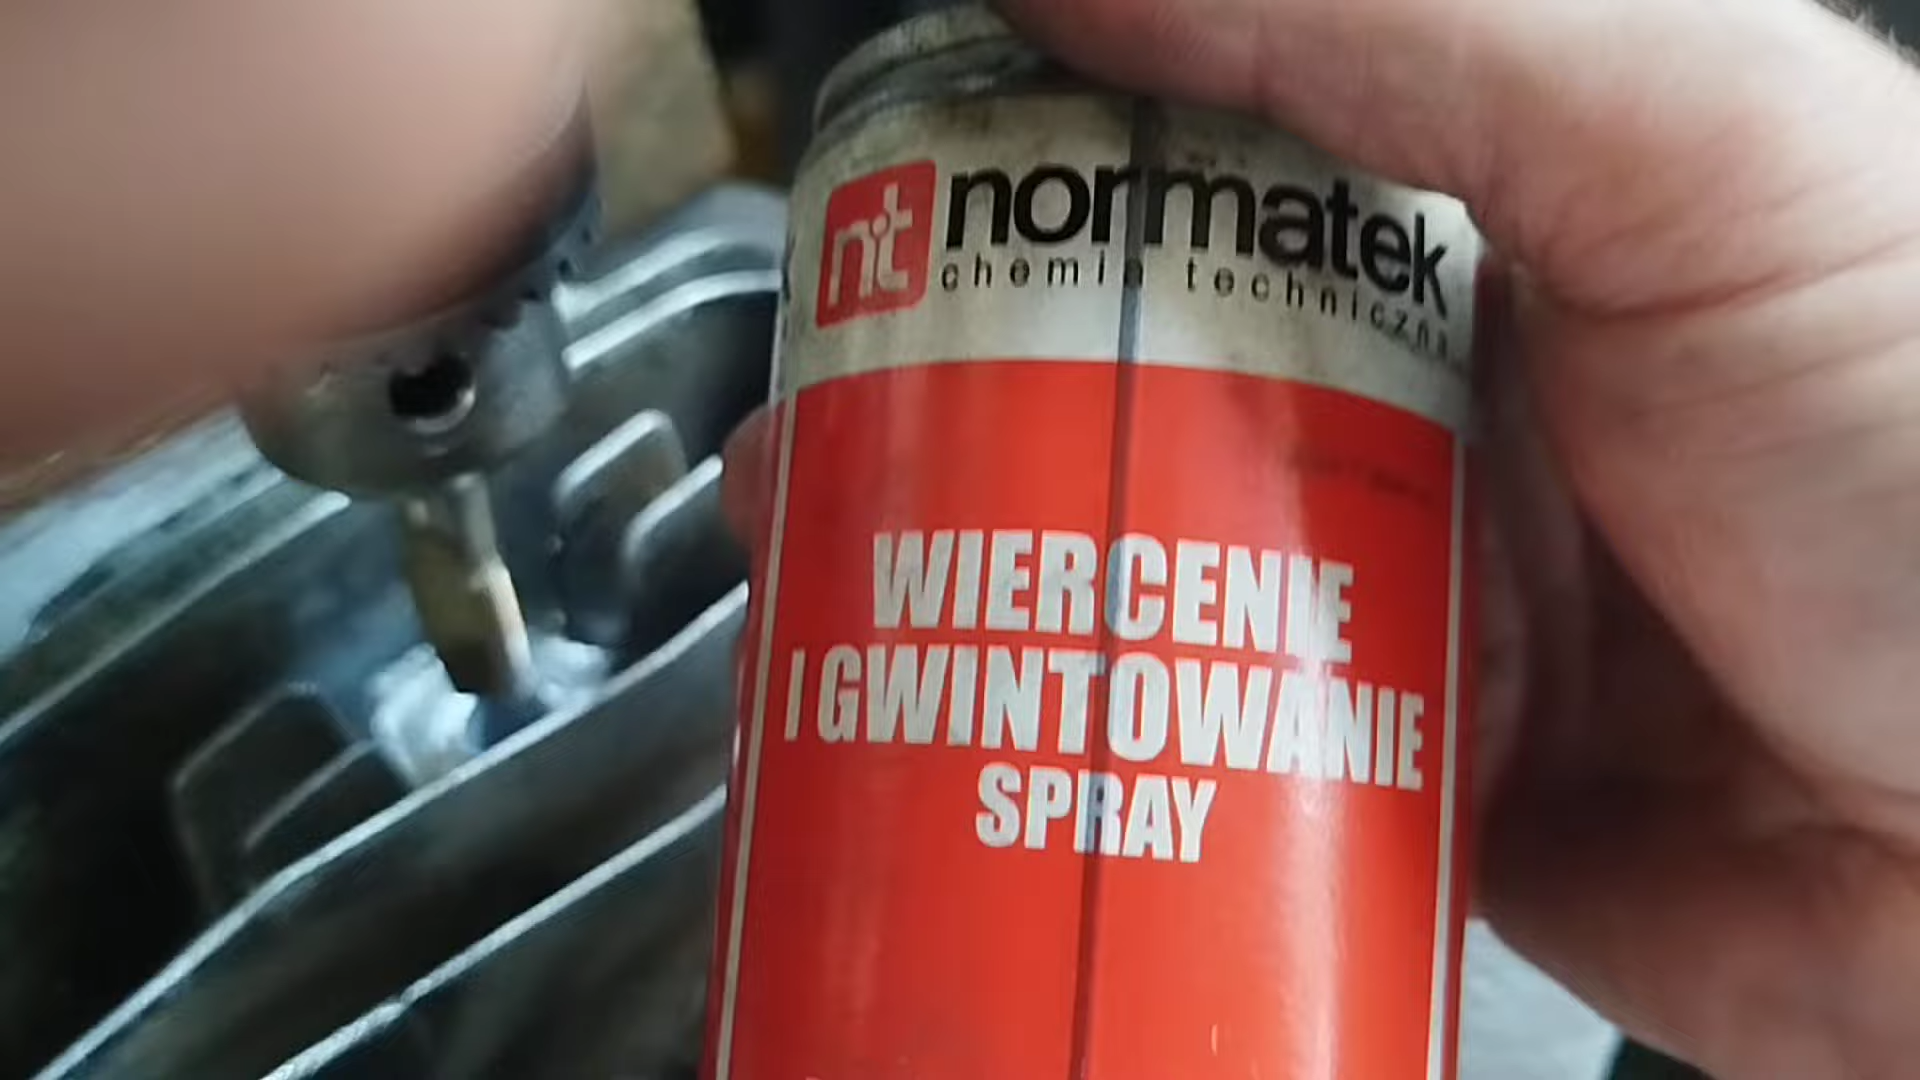 nt normatek
chemia techniczna
WIERCENIE
I GWINTOWANIE
SPRAY